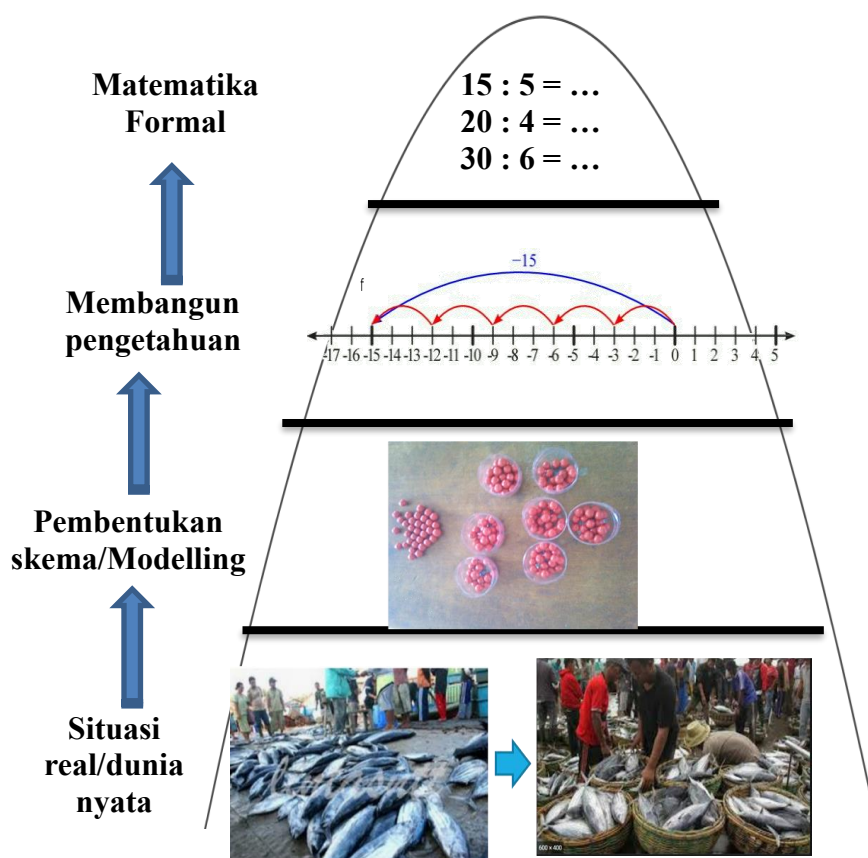 Matematika
Formal
15 : 5 = ...
20 : 4 = ...
30 : 6 = ...
Membangun
pengetahuan
−15
f
-17 -16 -15 -14 -13 -12 -11 -10 -9 -8 -7 -6 -5 -4 -3 -2 -1 0 1 2 3 4 5
Pembentukan
skema/Modelling
Situasi
real/dunia
nyata
600 × 400